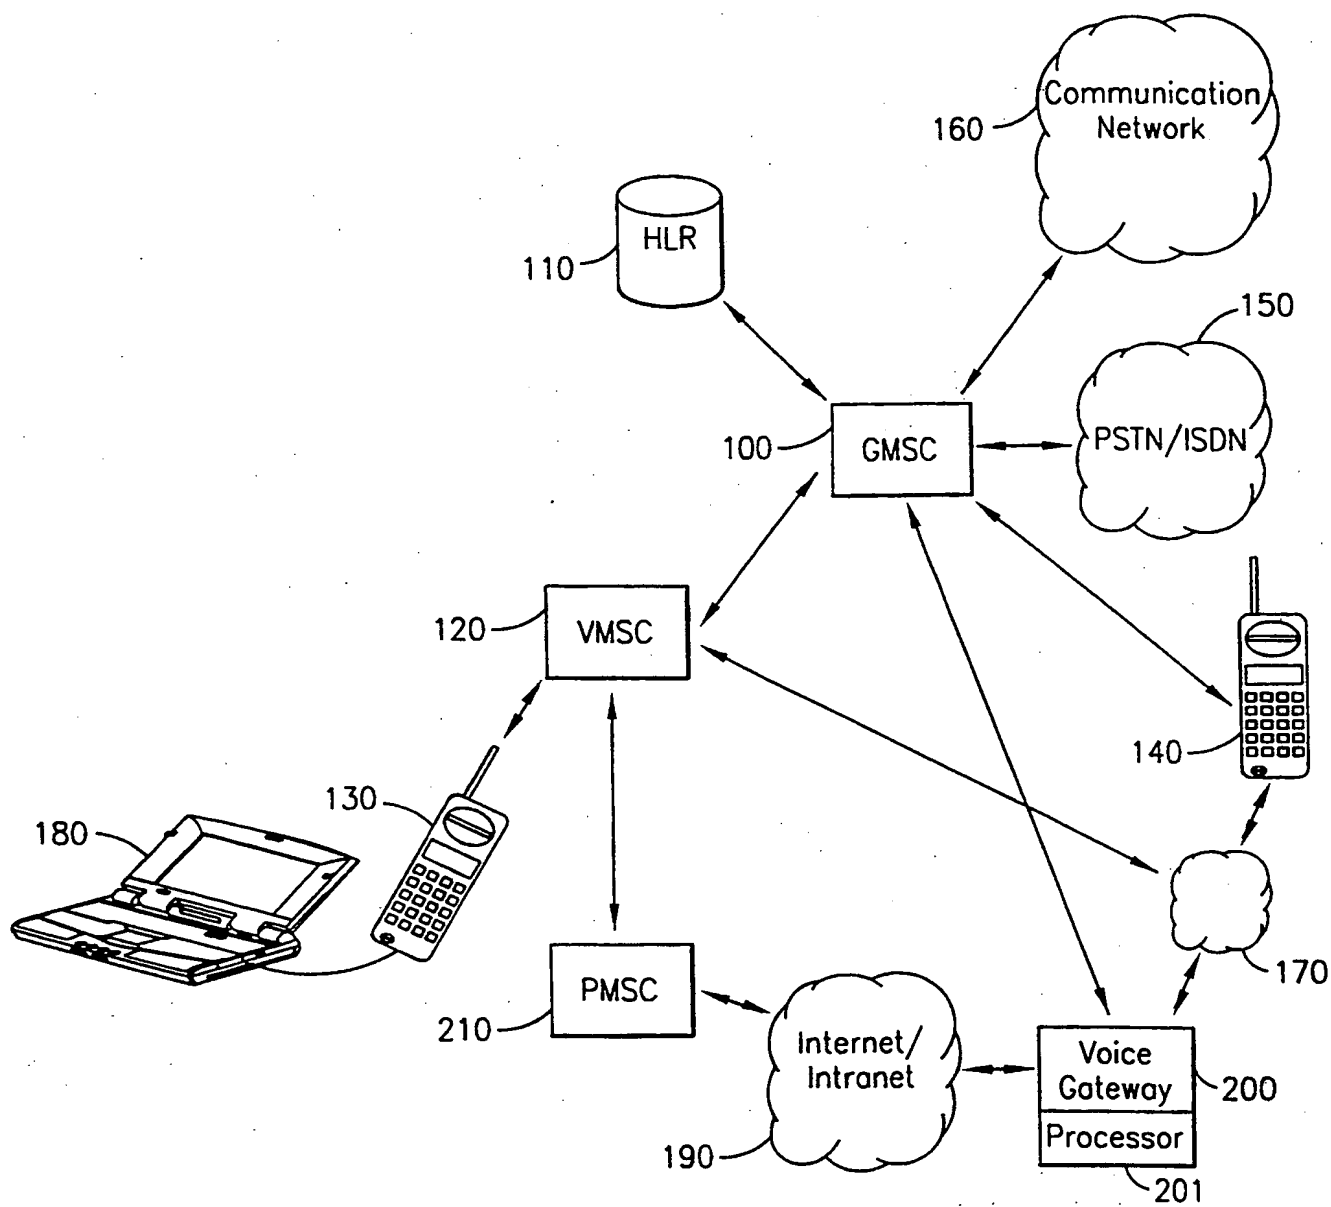 Communication
Network
160
HLR
110
150
PSTN/ISDN
100
GMSC
120
VMSC
140
130
180
170
PMSC
210
Internet/
Intranet
190
Voice
Gateway
200
Processor
201